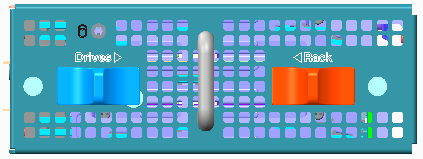 Drives ▷
◁ Rack